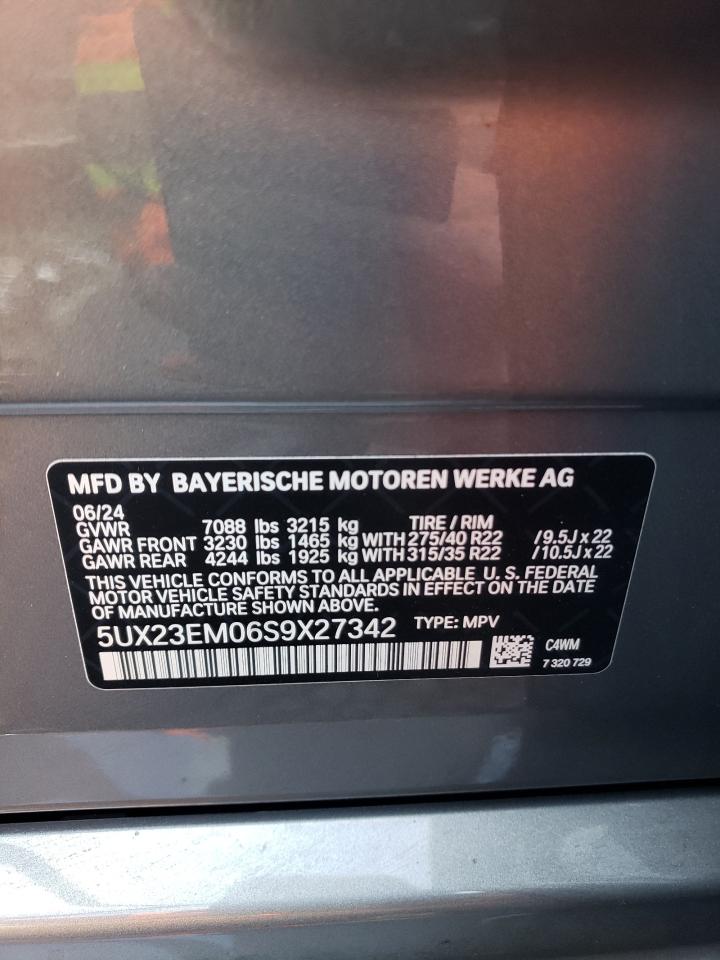 MFD BY BAYERISCHE MOTOREN WERKE AG
06/24
GVWR 7088 lbs 3215 kg TIRE / RIM
GAWR FRONT 3230 lbs 1465 kg WITH 275/40 R22 /9.5J x 22
GAWR REAR 4244 lbs 1925 kg WITH 315/35 R22 /10.5J x 22
THIS VEHICLE CONFORMS TO ALL APPLICABLE U. S. FEDERAL
MOTOR VEHICLE SAFETY STANDARDS IN EFFECT ON THE DATE
OF MANUFACTURE SHOWN ABOVE.
5UX23EM06S9X27342 TYPE: MPV
C4WM
7 320 729